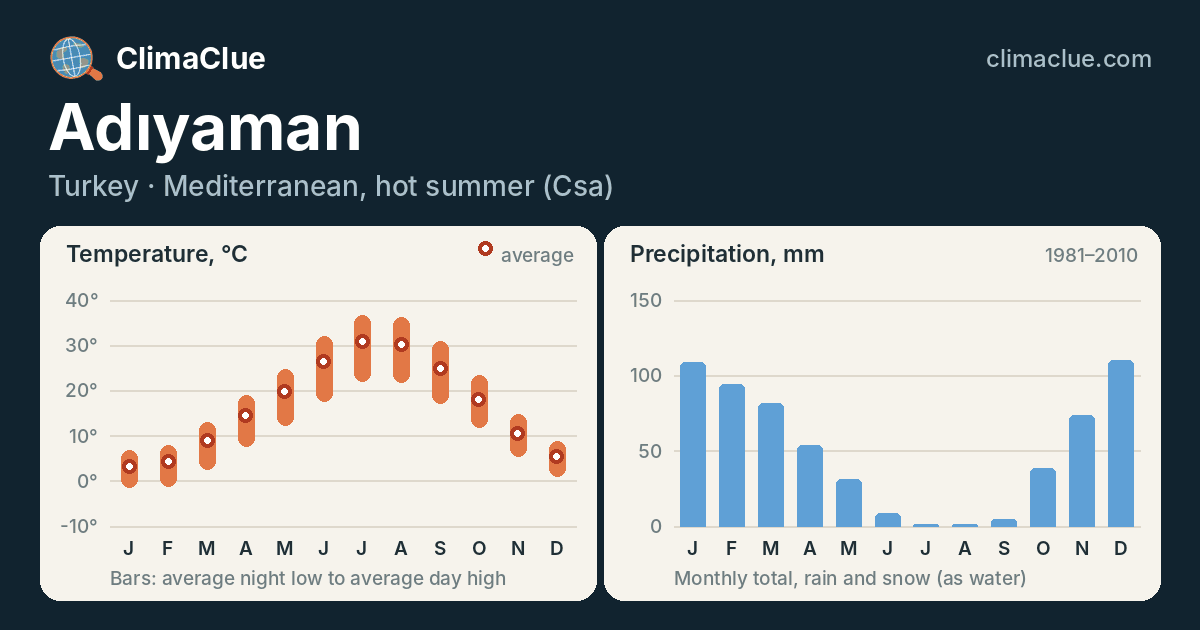 ClimaClue
climaclue.com
Adıyaman
Turkey · Mediterranean, hot summer (Csa)
Temperature, °C
average
40°
30°
20°
10°
0°
-10°
J F M A M J J A S O N D
Bars: average night low to average day high
Precipitation, mm
1981–2010
150
100
50
0
J F M A M J J A S O N D
Monthly total, rain and snow (as water)